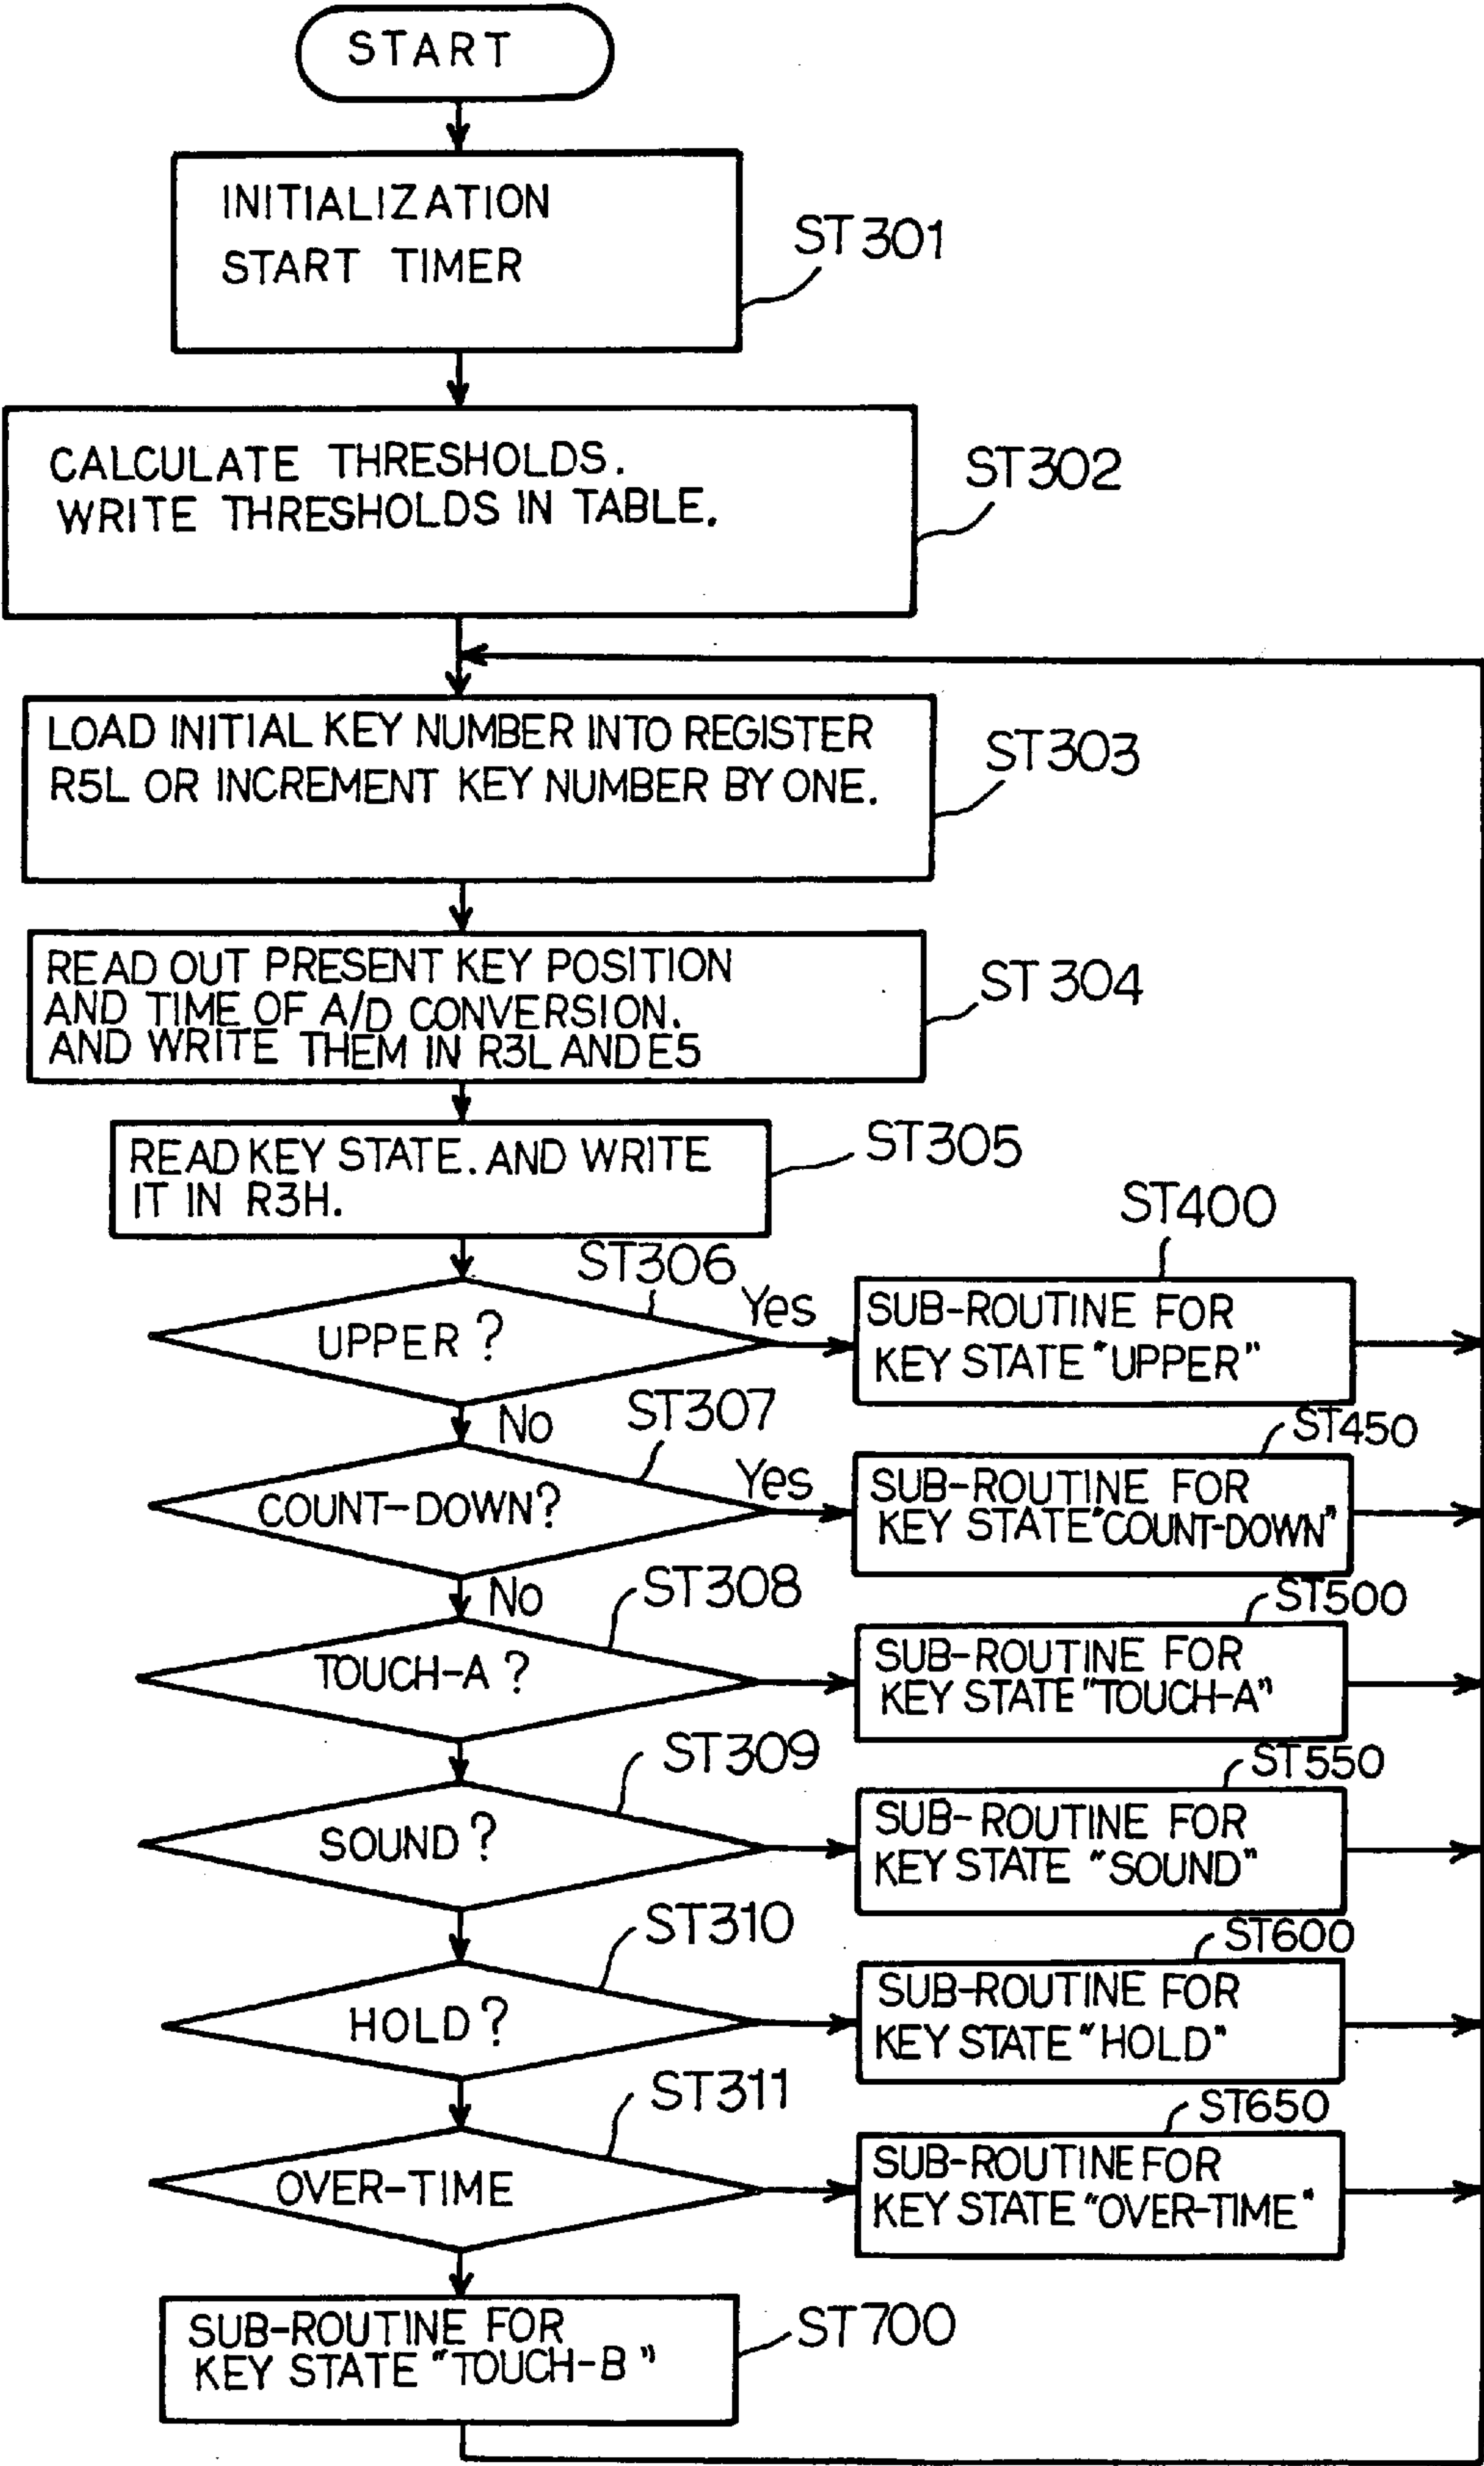 START
INITIALIZATION
START TIMER
ST301
CALCULATE THRESHOLDS.
WRITE THRESHOLDS IN TABLE.
ST302
LOAD INITIAL KEY NUMBER INTO REGISTER
R5L OR INCREMENT KEY NUMBER BY ONE.
ST303
READ OUT PRESENT KEY POSITION
AND TIME OF A/D CONVERSION.
AND WRITE THEM IN R3L AND E5
ST304
READ KEY STATE. AND WRITE
IT IN R3H.
ST305
ST306
UPPER?
Yes
ST400
SUB-ROUTINE FOR
KEY STATE "UPPER"
No
ST307
COUNT-DOWN?
Yes
ST450
SUB-ROUTINE FOR
KEY STATE "COUNT-DOWN"
No
ST308
TOUCH-A?
ST500
SUB-ROUTINE FOR
KEY STATE "TOUCH-A"
ST309
SOUND?
ST550
SUB-ROUTINE FOR
KEY STATE "SOUND"
ST310
HOLD?
ST600
SUB-ROUTINE FOR
KEY STATE "HOLD"
ST311
OVER-TIME
ST650
SUB-ROUTINE FOR
KEY STATE "OVER-TIME"
SUB-ROUTINE FOR
KEY STATE "TOUCH-B"
ST700